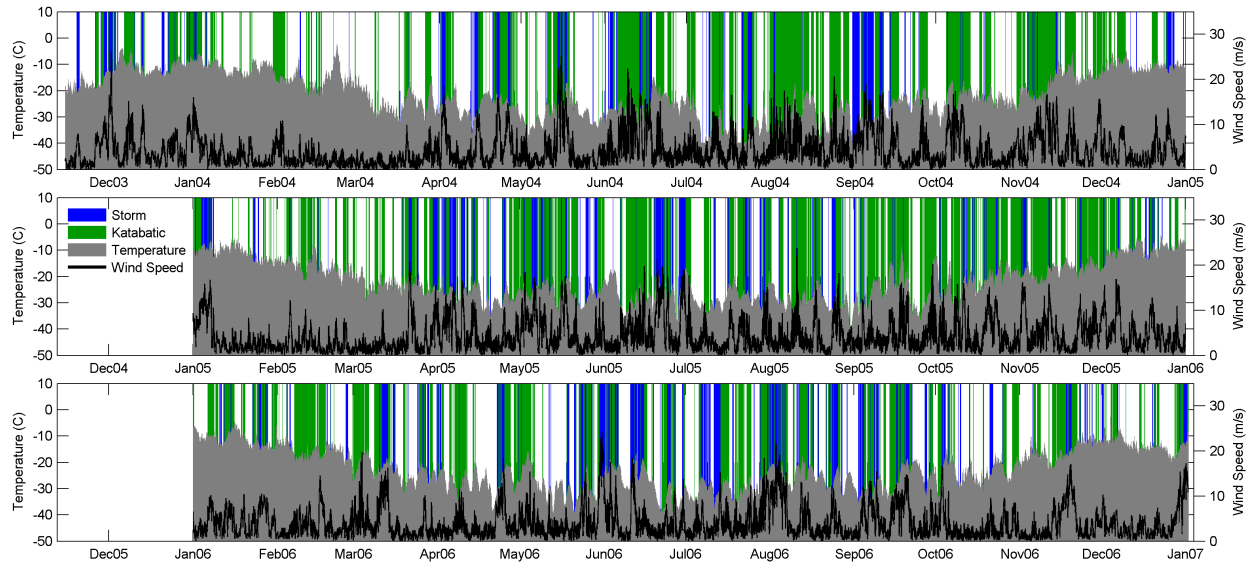 Temperature (C)
10
0
-10
-20
-30
-40
-50
Wind Speed (m/s)
30
20
10
0
Dec03 Jan04 Feb04 Mar04 Apr04 May04 Jun04 Jul04 Aug04 Sep04 Oct04 Nov04 Dec04 Jan05
Temperature (C)
10
0
-10
-20
-30
-40
-50
Storm
Katabatic
Temperature
Wind Speed
Wind Speed (m/s)
30
20
10
0
Dec04 Jan05 Feb05 Mar05 Apr05 May05 Jun05 Jul05 Aug05 Sep05 Oct05 Nov05 Dec05 Jan06
Temperature (C)
10
0
-10
-20
-30
-40
-50
Wind Speed (m/s)
30
20
10
0
Dec05 Jan06 Feb06 Mar06 Apr06 May06 Jun06 Jul06 Aug06 Sep06 Oct06 Nov06 Dec06 Jan07